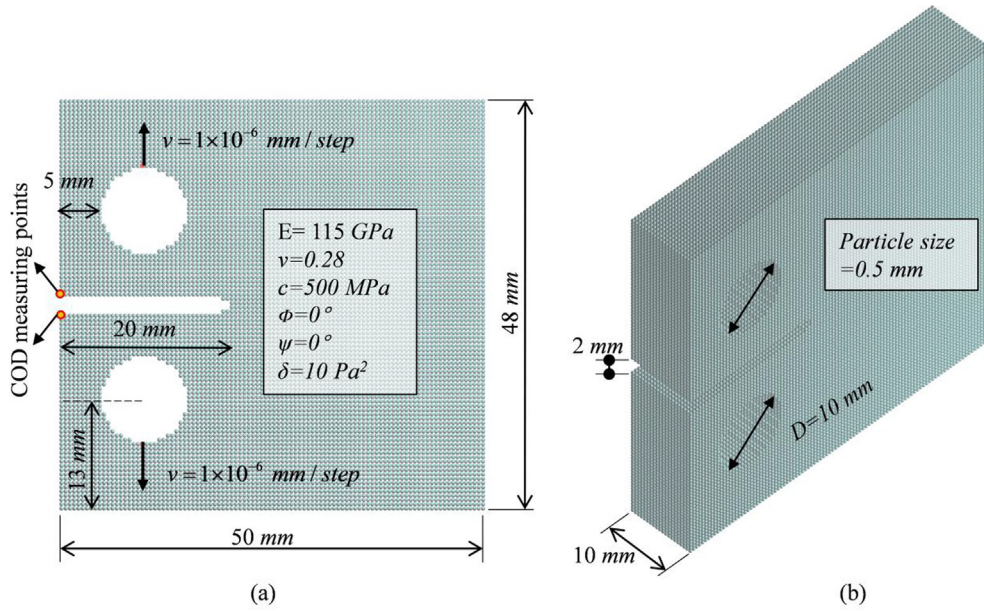 v=1×10⁻⁶ mm/step
5 mm
COD measuring points
E= 115 GPa
ν=0.28
c=500 MPa
Φ=0°
ψ=0°
δ=10 Pa²
20 mm
48 mm
13 mm
v=1×10⁻⁶ mm/step
50 mm
(a)
Particle size
=0.5 mm
2 mm
D=10 mm
10 mm
(b)